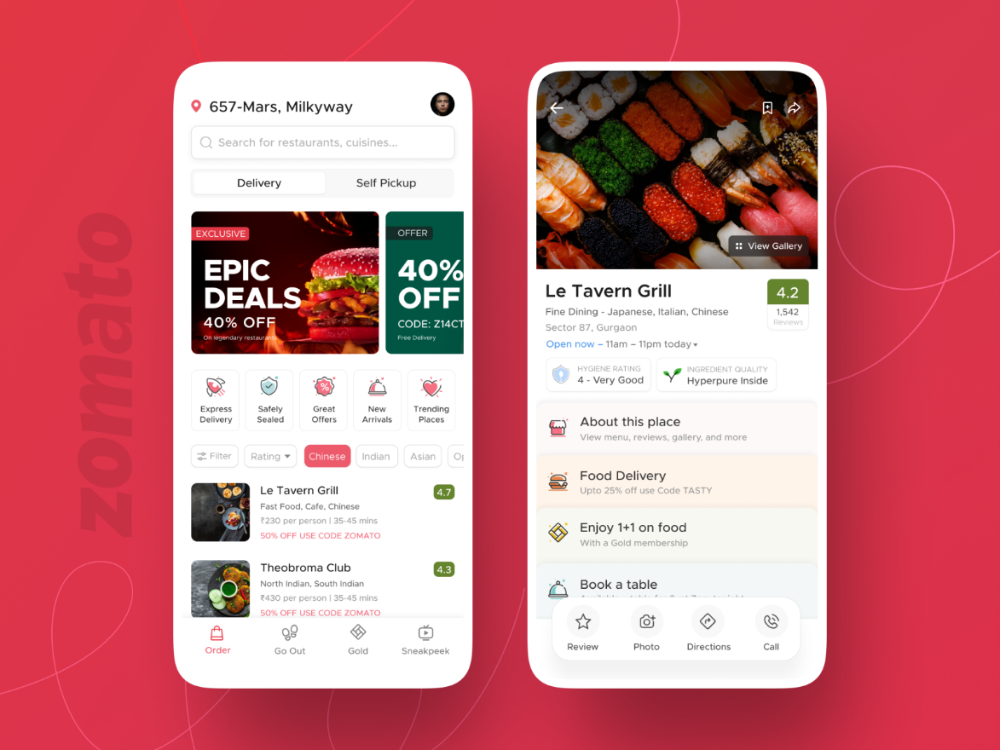 zomato
657-Mars, Milkyway
Search for restaurants, cuisines...
Delivery
Self Pickup
EXCLUSIVE
EPIC
DEALS
40% OFF
On legendary restaurants
OFFER
40%
OFF
CODE: Z14CT
Free Delivery
Express
Delivery
Safely
Sealed
Great
Offers
New
Arrivals
Trending
Places
Filter
Rating
Chinese
Indian
Asian
Op
Le Tavern Grill
4.7
Fast Food, Cafe, Chinese
₹230 per person | 35-45 mins
50% OFF USE CODE ZOMATO
Theobroma Club
4.3
North Indian, South Indian
₹430 per person | 35-45 mins
50% OFF USE CODE ZOMATO
Order
Go Out
Gold
Sneakpeek
View Gallery
Le Tavern Grill
4.2
1,542
Reviews
Fine Dining - Japanese, Italian, Chinese
Sector 87, Gurgaon
Open now – 11am – 11pm today
HYGIENE RATING
4 - Very Good
INGREDIENT QUALITY
Hyperpure Inside
About this place
View menu, reviews, gallery, and more
Food Delivery
Upto 25% off use Code TASTY
Enjoy 1+1 on food
With a Gold membership
Book a table
Review
Photo
Directions
Call